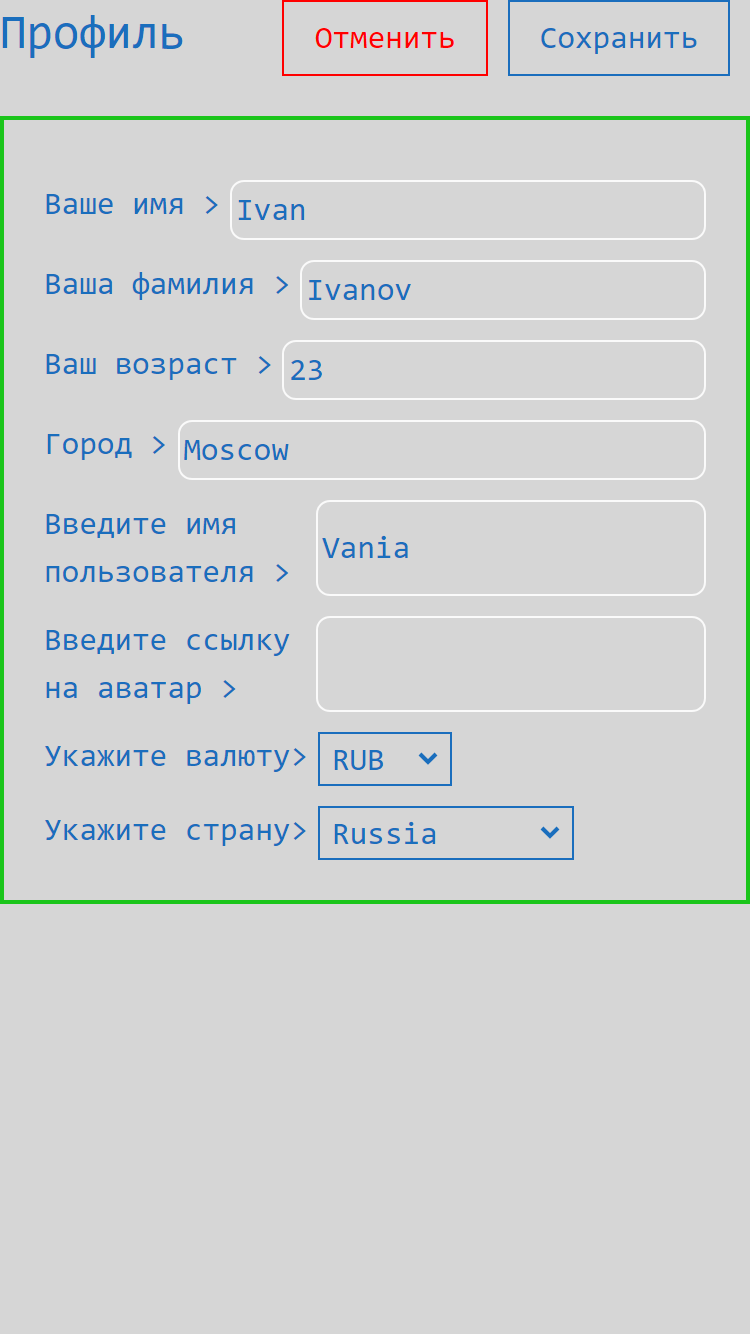 Профиль Отменить Сохранить
Ваше имя > Ivan
Ваша фамилия > Ivanov
Ваш возраст > 23
Город > Moscow
Введите имя
пользователя > Vania
Введите ссылку
на аватар >
Укажите валюту> RUB
Укажите страну> Russia